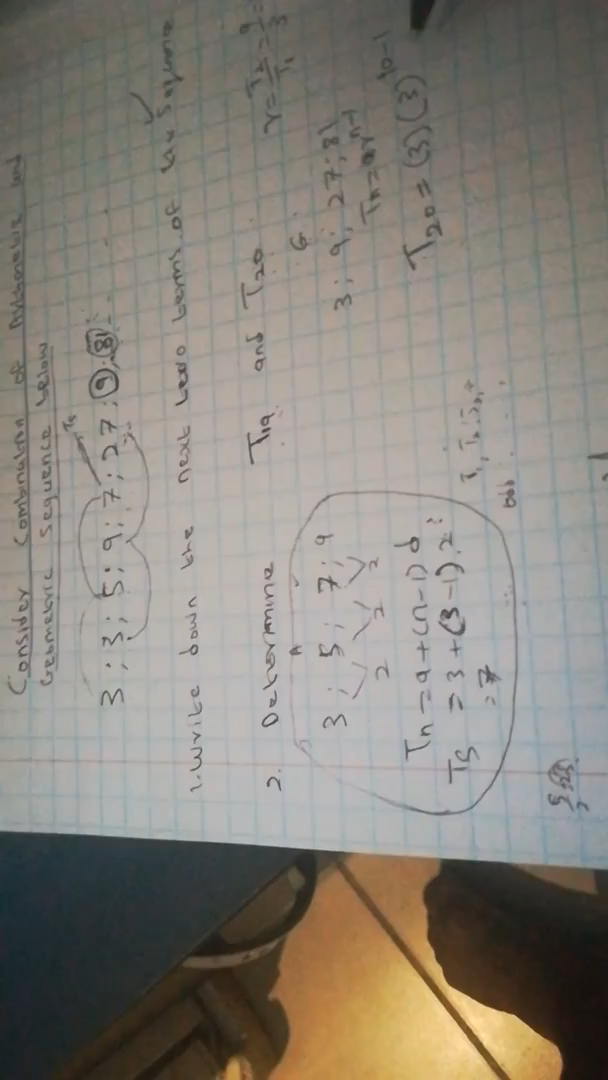 Consider Combination of Arithmetic and
Geometric Sequence below
3 ; 3 ; 5 ; 9 ; 7 ; 27 ; 9 ; 81 ; . . .
1. Write down the next two terms of the
2. Determine T19 and T20
A
3 ; 5 ; 7 ; 9
2 2 2
Tn = a + (n-1) d
T5 = 3 + (3-1) . 2
= 7
G
r = T2/T1 = 9/3 =
3 ; 9 ; 27 ; 81
Tn = ar^n-1
T20 = (3) (3)^10-1